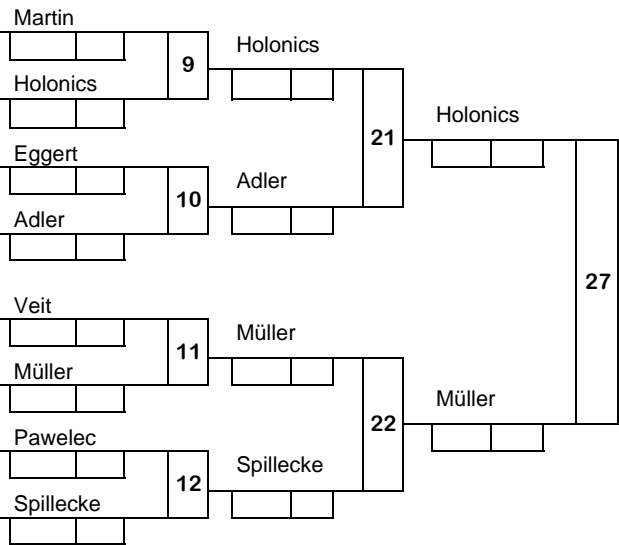 Martin
9
Holonics
Holonics
21
Holonics
Eggert
10
Adler
Adler
27
Veit
11
Müller
Müller
22
Müller
Pawelec
12
Spillecke
Spillecke